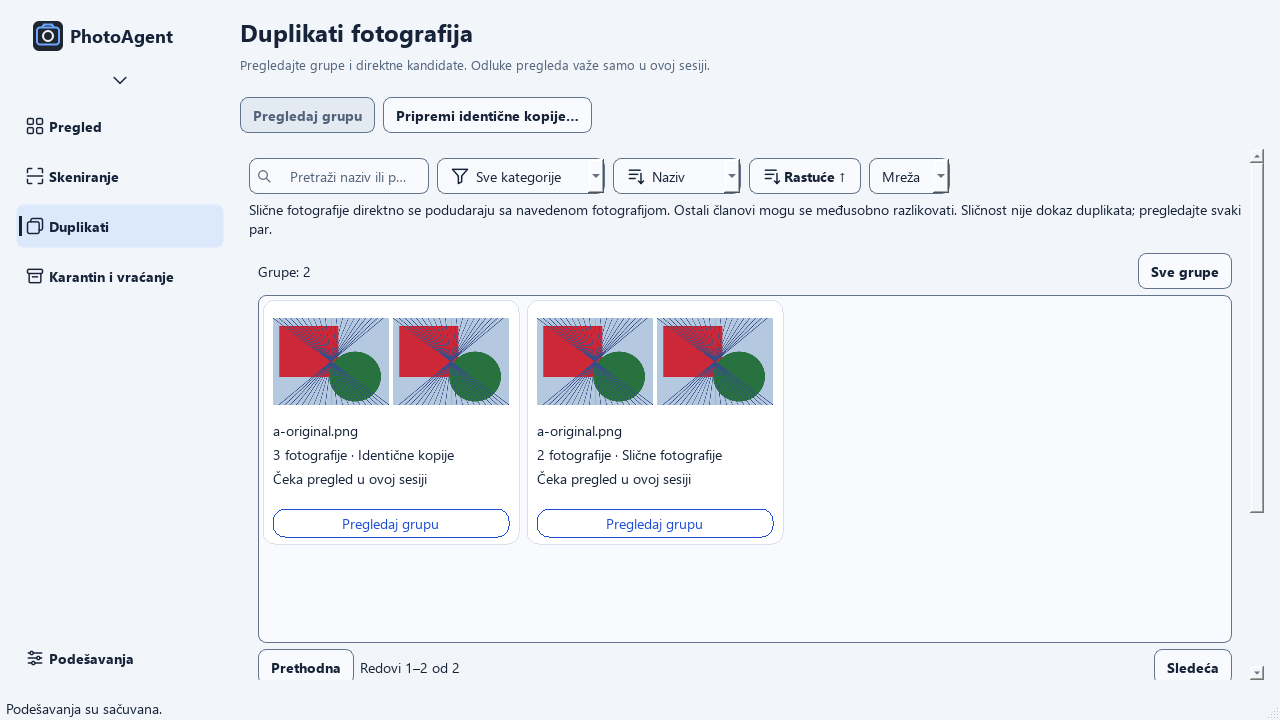 PhotoAgent
Pregled
Skeniranje
Duplikati
Karantin i vraćanje
Podešavanja
Duplikati fotografija
Pregledajte grupe i direktne kandidate. Odluke pregleda važe samo u ovoj sesiji.
Pregledaj grupu
Pripremi identične kopije...
Pretraži naziv ili p...
Sve kategorije
Naziv
Rastuće ↑
Mreža
Slične fotografije direktno se podudaraju sa navedenom fotografijom. Ostali članovi mogu se međusobno razlikovati. Sličnost nije dokaz duplikata; pregledajte svaki
par.
Grupe: 2
Sve grupe
a-original.png
3 fotografije · Identične kopije
Čeka pregled u ovoj sesiji
Pregledaj grupu
a-original.png
2 fotografije · Slične fotografije
Čeka pregled u ovoj sesiji
Pregledaj grupu
Prethodna
Redovi 1–2 od 2
Sledeća
Podešavanja su sačuvana.